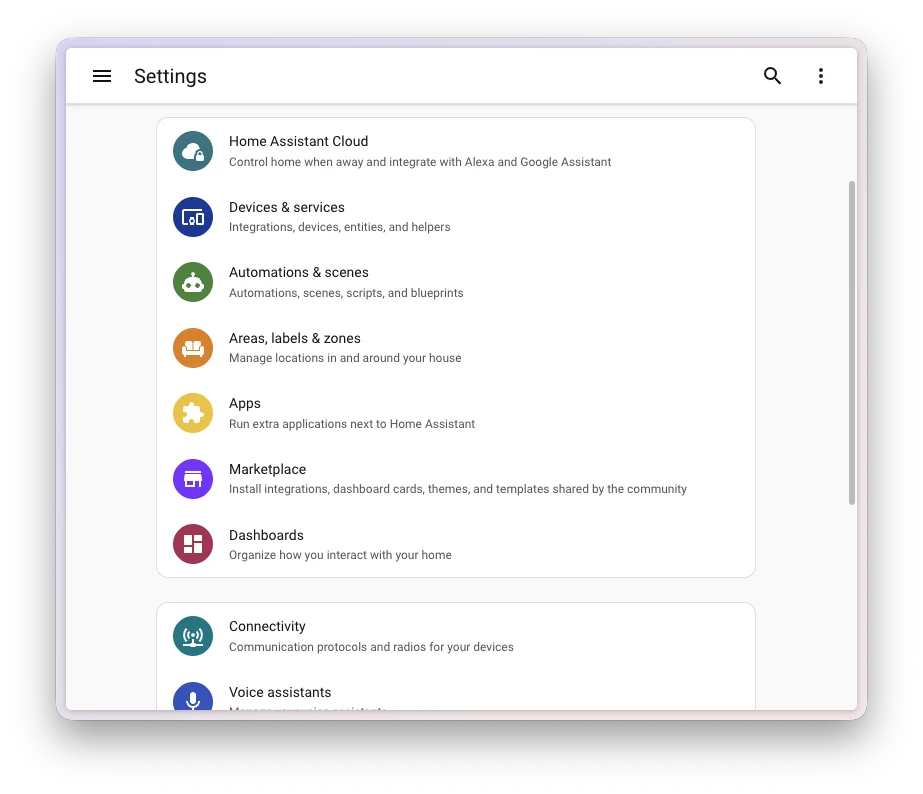 Settings
Home Assistant Cloud
Control home when away and integrate with Alexa and Google Assistant
Devices & services
Integrations, devices, entities, and helpers
Automations & scenes
Automations, scenes, scripts, and blueprints
Areas, labels & zones
Manage locations in and around your house
Apps
Run extra applications next to Home Assistant
Marketplace
Install integrations, dashboard cards, themes, and templates shared by the community
Dashboards
Organize how you interact with your home
Connectivity
Communication protocols and radios for your devices
Voice assistants